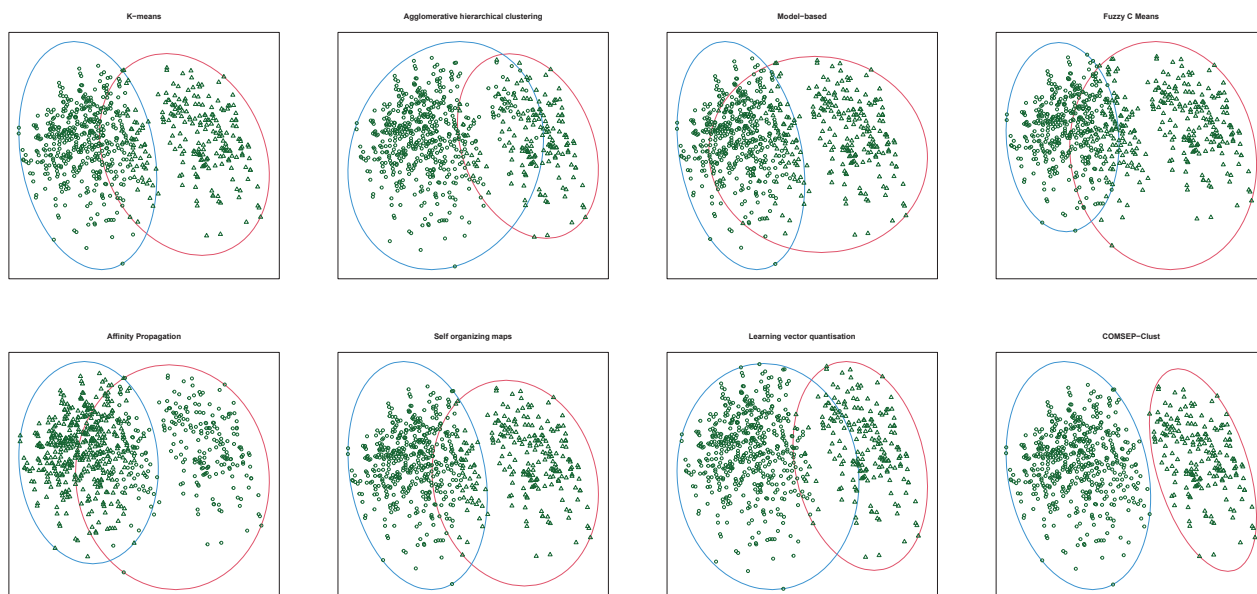 K-means
Agglomerative hierarchical clustering
Model-based
Fuzzy C Means
Affinity Propagation
Self organizing maps
Learning vector quantisation
COMSEP-Clust